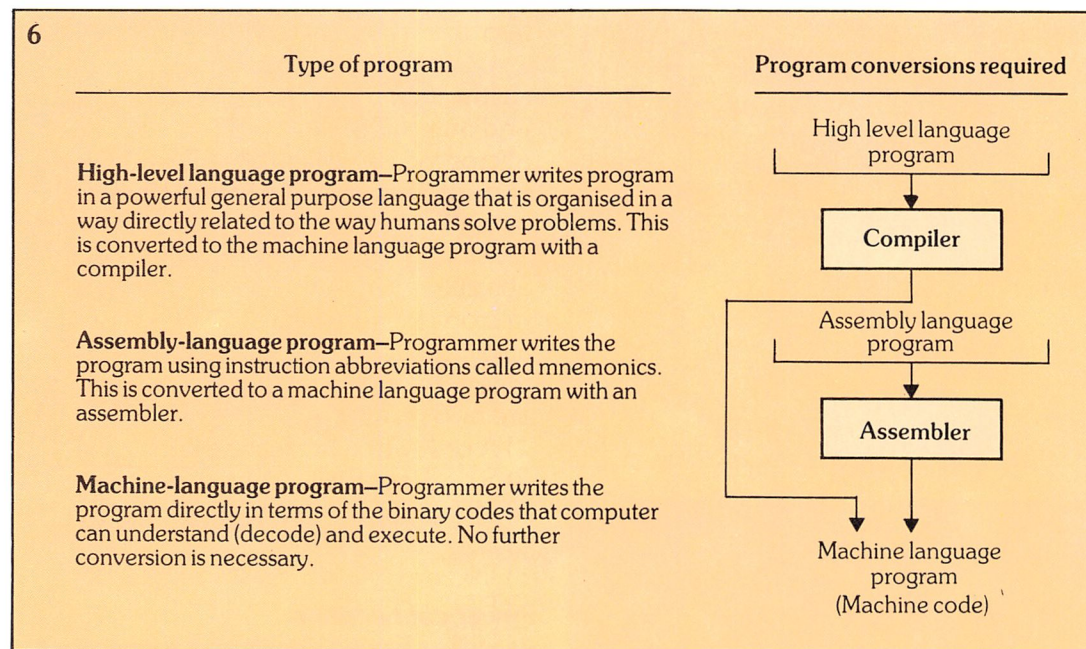 6
Type of program
Program conversions required
High-level language program–Programmer writes program
in a powerful general purpose language that is organised in a
way directly related to the way humans solve problems. This
is converted to the machine language program with a
compiler.
Assembly-language program–Programmer writes the
program using instruction abbreviations called mnemonics.
This is converted to a machine language program with an
assembler.
Machine-language program–Programmer writes the
program directly in terms of the binary codes that computer
can understand (decode) and execute. No further
conversion is necessary.
High level language
program
Compiler
Assembly language
program
Assembler
Machine language
program
(Machine code)